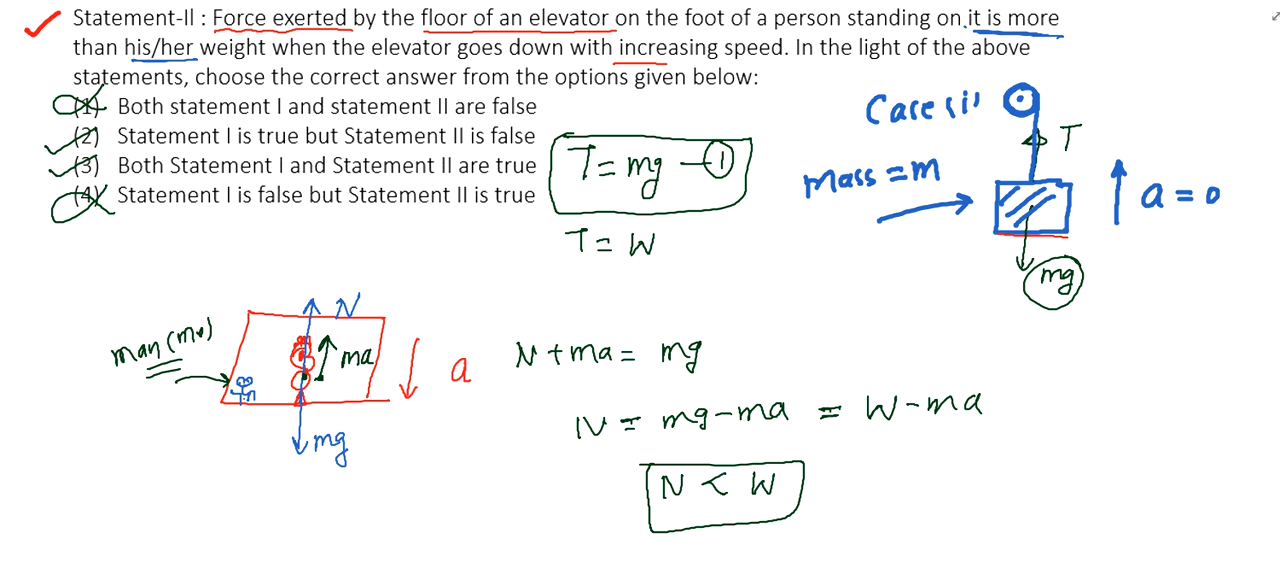 Statement-II : Force exerted by the floor of an elevator on the foot of a person standing on it is more
than his/her weight when the elevator goes down with increasing speed. In the light of the above
statements, choose the correct answer from the options given below:
(1) Both statement I and statement II are false
(2) Statement I is true but Statement II is false
(3) Both Statement I and Statement II are true
(4) Statement I is false but Statement II is true
T = mg - 1
T = W
Case (i)
T
Mass = m
a = 0
mg
N
man
ma
a
mg
N + ma = mg
N = mg - ma = W - ma
N < W